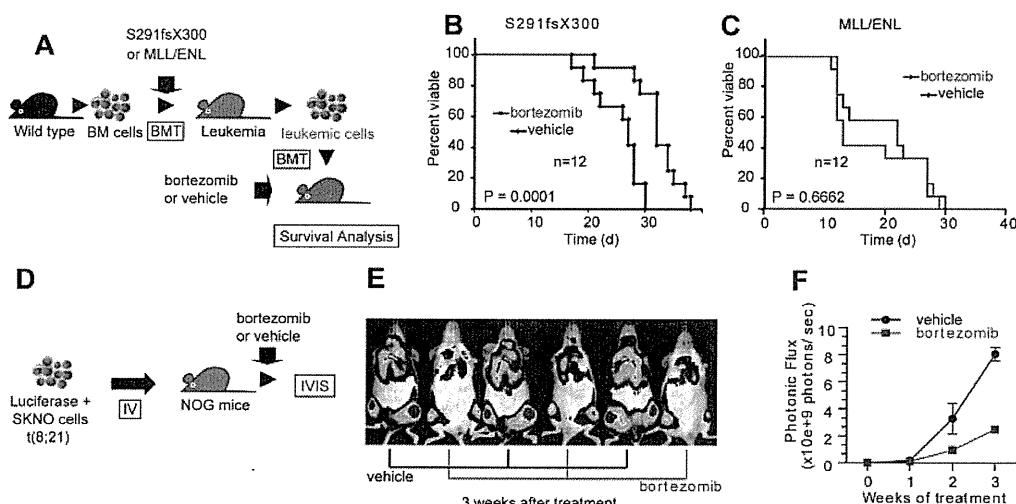 A
S291fsX300
or MLL/ENL
Wild type
BM cells
BMT
Leukemia
leukemic cells
BMT
bortezomib
or vehicle
Survival Analysis
B
S291fsX300
Percent viable
100
80
60
40
20
0
bortezomib
vehicle
n=12
P = 0.0001
0
10
20
30
Time (d)
C
MLL/ENL
Percent viable
100
80
60
40
20
0
bortezomib
vehicle
n=12
P = 0.6662
0
10
20
30
40
Time (d)
D
bortezomib
or vehicle
Luciferase +
SKNO cells
t(8;21)
IV
NOG mice
IVIS
E
vehicle
bortezomib
3 weeks after treatment
F
vehicle
bortezomib
Photonic Flux
(x10e+9 photons/ sec)
10
8
6
4
2
0
0
1
2
3
Weeks of treatment